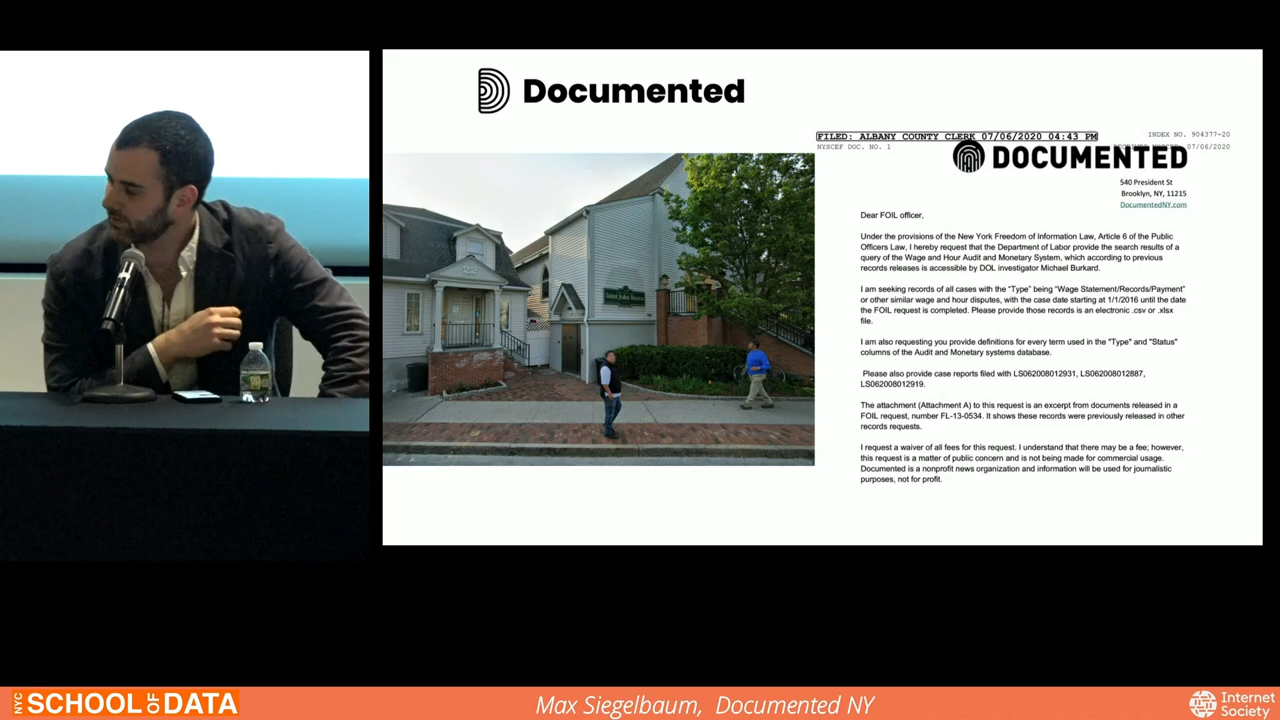 Documented
FILED: ALBANY COUNTY CLERK 07/06/2020 04:43 PM
INDEX NO. 904377-20
NYSCEF DOC. NO. 1
07/06/2020
DOCUMENTED
540 President St
Brooklyn, NY, 11215
DocumentedNY.com
Dear FOIL officer,
Under the provisions of the New York Freedom of Information Law, Article 6 of the Public
Officers Law, I hereby request that the Department of Labor provide the search results of a
query of the Wage and Hour Audit and Monetary System, which according to previous
records releases is accessible by DOL investigator Michael Burkard.
I am seeking records of all cases with the "Type" being "Wage Statement/Records/Payment"
or other similar wage and hour disputes, with the case date starting at 1/1/2016 until the date
the FOIL request is completed. Please provide those records is an electronic .csv or .xlsx
file.
I am also requesting you provide definitions for every term used in the "Type" and "Status"
columns of the Audit and Monetary systems database.
Please also provide case reports filed with LS062008012931, LS062008012887,
LS062008012919.
The attachment (Attachment A) to this request is an excerpt from documents released in a
FOIL request, number FL-13-0534. It shows these records were previously released in other
records requests.
I request a waiver of all fees for this request. I understand that there may be a fee; however,
this request is a matter of public concern and is not being made for commercial usage.
Documented is a nonprofit news organization and information will be used for journalistic
purposes, not for profit.
NYC SCHOOL OF DATA
Max Siegelbaum, Documented NY
Internet
Society